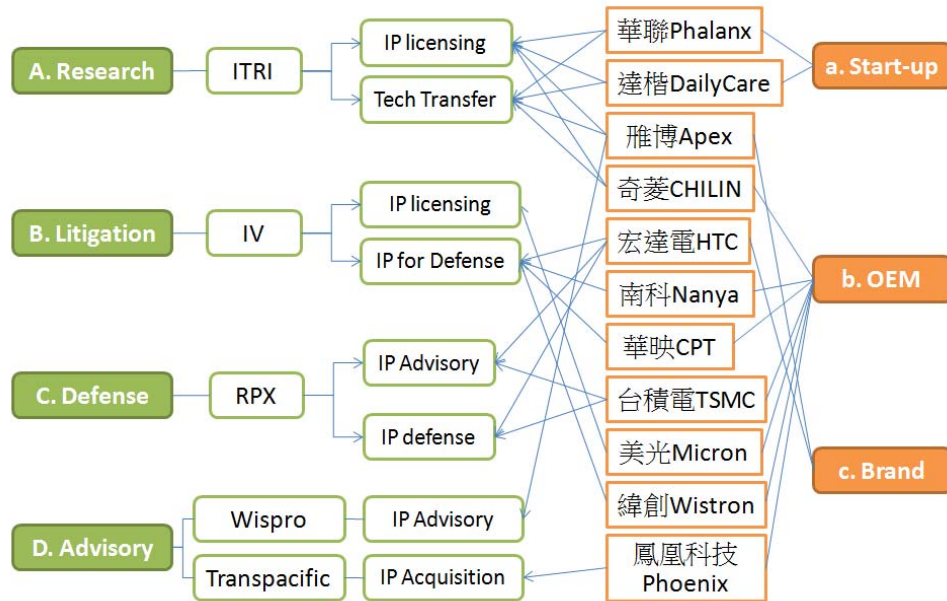 A. Research
ITRI
IP licensing
Tech Transfer
B. Litigation
IV
IP licensing
IP for Defense
C. Defense
RPX
IP Advisory
IP defense
D. Advisory
Wispro
IP Advisory
Transpacific
IP Acquisition
華聯Phalanx
達楷DailyCare
雅博Apex
奇菱CHILIN
宏達電HTC
南科Nanya
華映CPT
台積電TSMC
美光Micron
緯創Wistron
鳳凰科技
Phoenix
a. Start-up
b. OEM
c. Brand